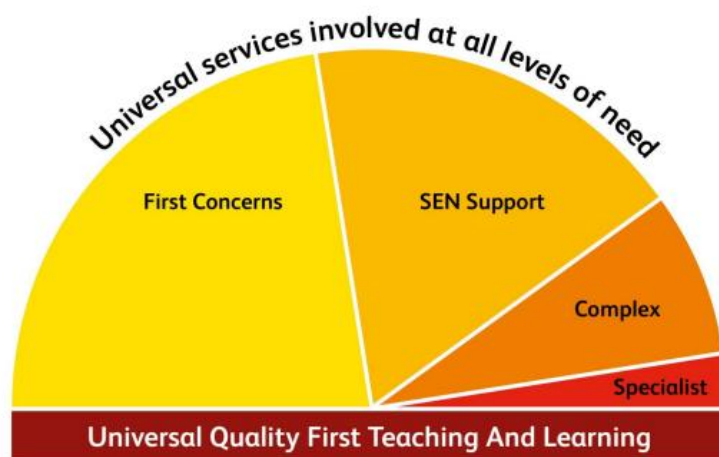 Universal services involved at all levels of need
First Concerns
SEN Support
Complex
Specialist
Universal Quality First Teaching And Learning